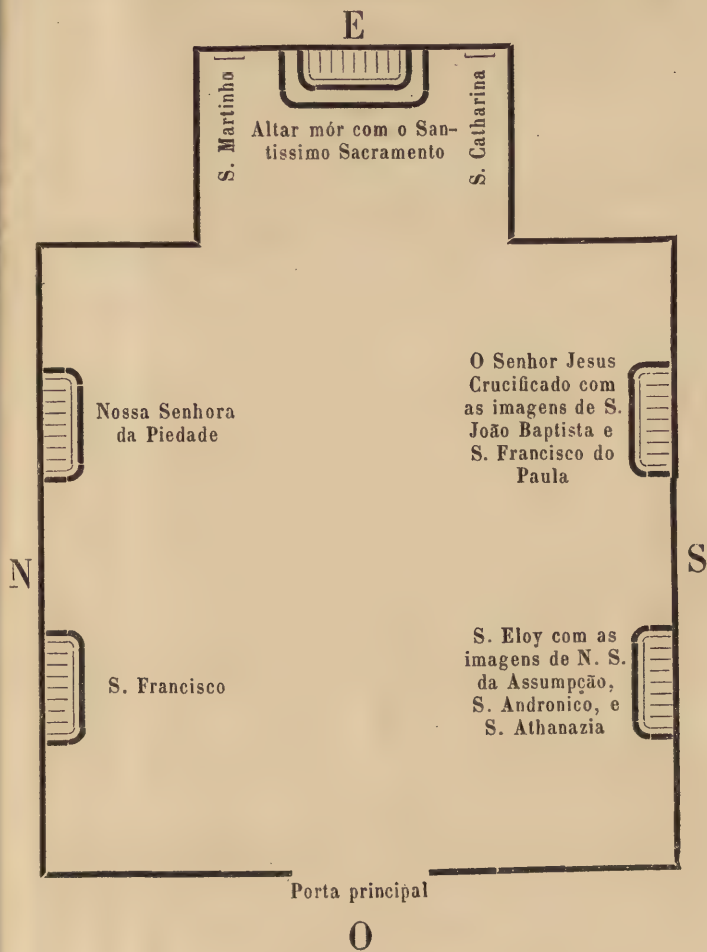 E
S. Martinho
Altar mór com o San-
tissimo Sacramento
S. Catharina
Nossa Senhora
da Piedade
O Senhor Jesus
Crucificado com
as imagens de S.
João Baptista e
S. Francisco do
Paula
N
S
S. Francisco
S. Eloy com as
imagens de N. S.
da Assumpção,
S. Andronico, e
S. Athanazia
Porta principal
O